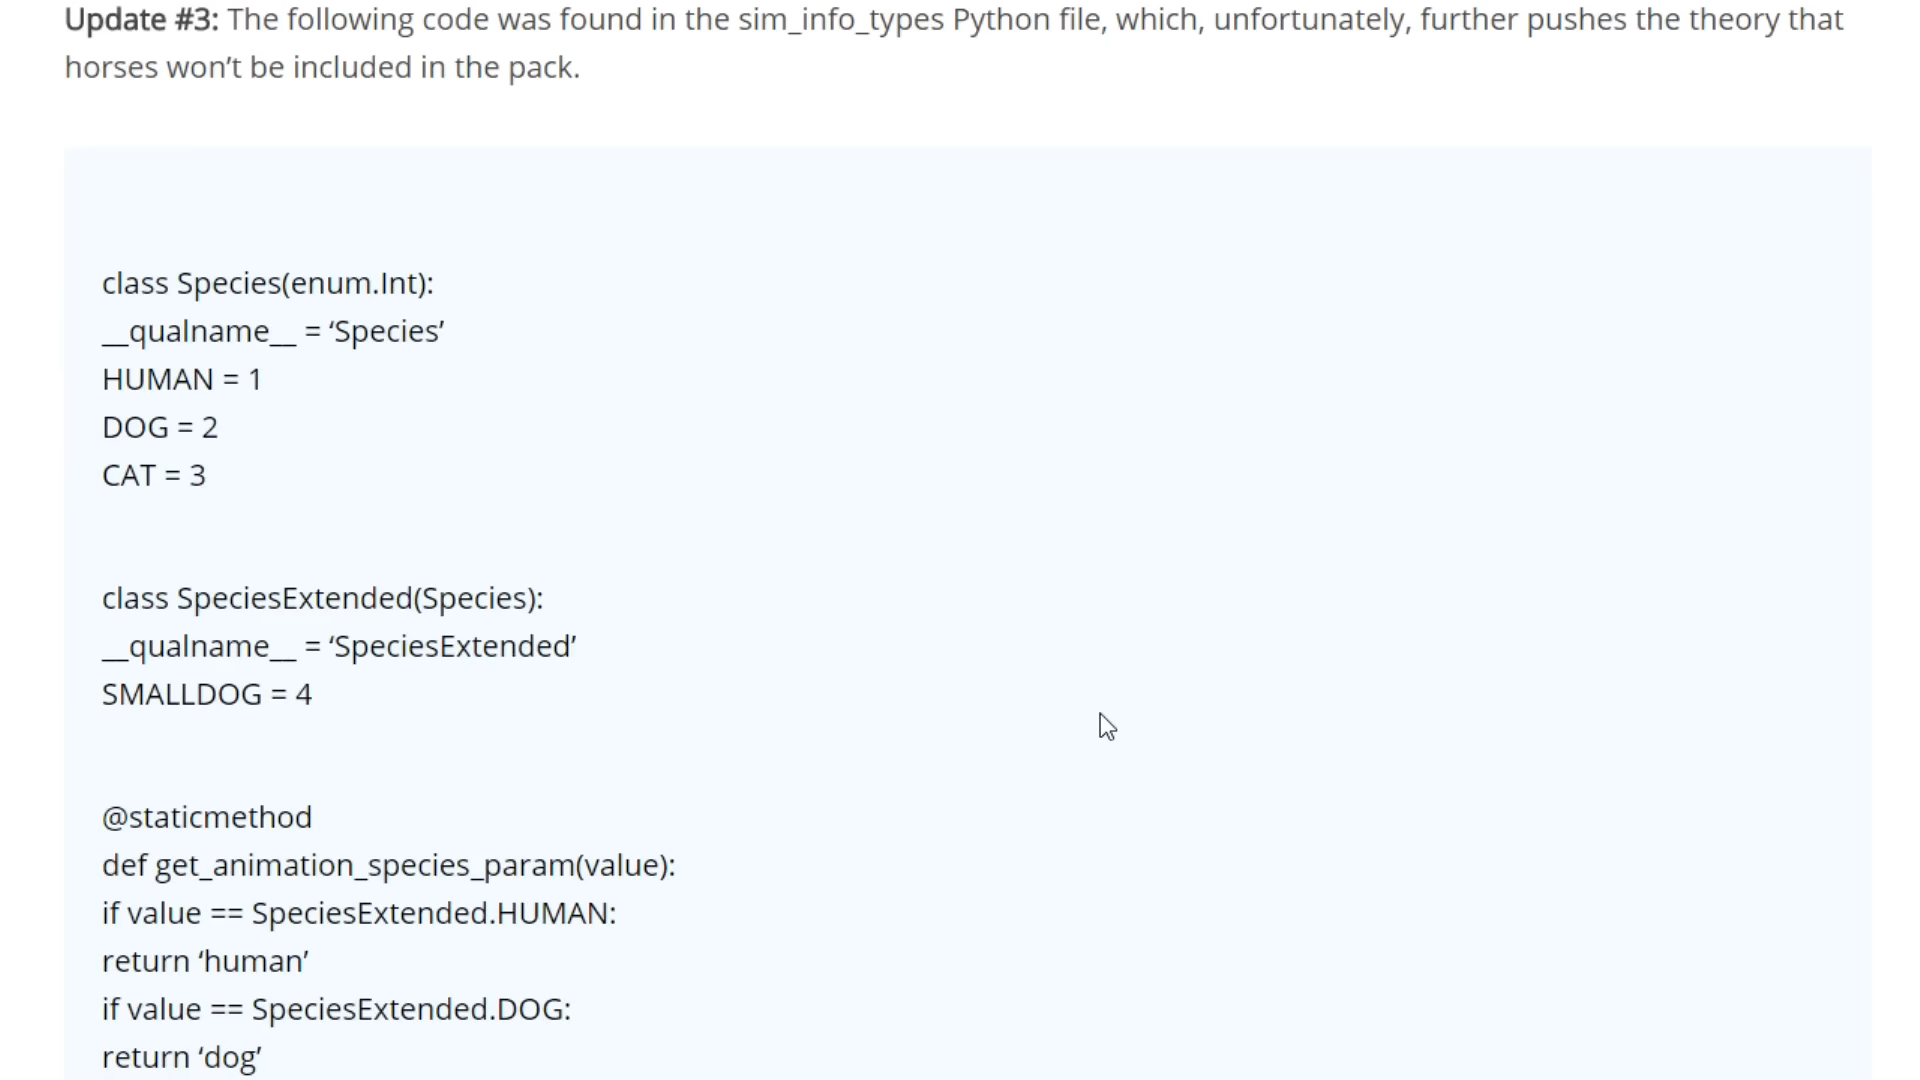 Update #3: The following code was found in the sim_info_types Python file, which, unfortunately, further pushes the theory that
horses won’t be included in the pack.
class Species(enum.Int):
__qualname__ = ‘Species’
HUMAN = 1
DOG = 2
CAT = 3
class SpeciesExtended(Species):
__qualname__ = ‘SpeciesExtended’
SMALLDOG = 4
@staticmethod
def get_animation_species_param(value):
if value == SpeciesExtended.HUMAN:
return ‘human’
if value == SpeciesExtended.DOG:
return ‘dog’